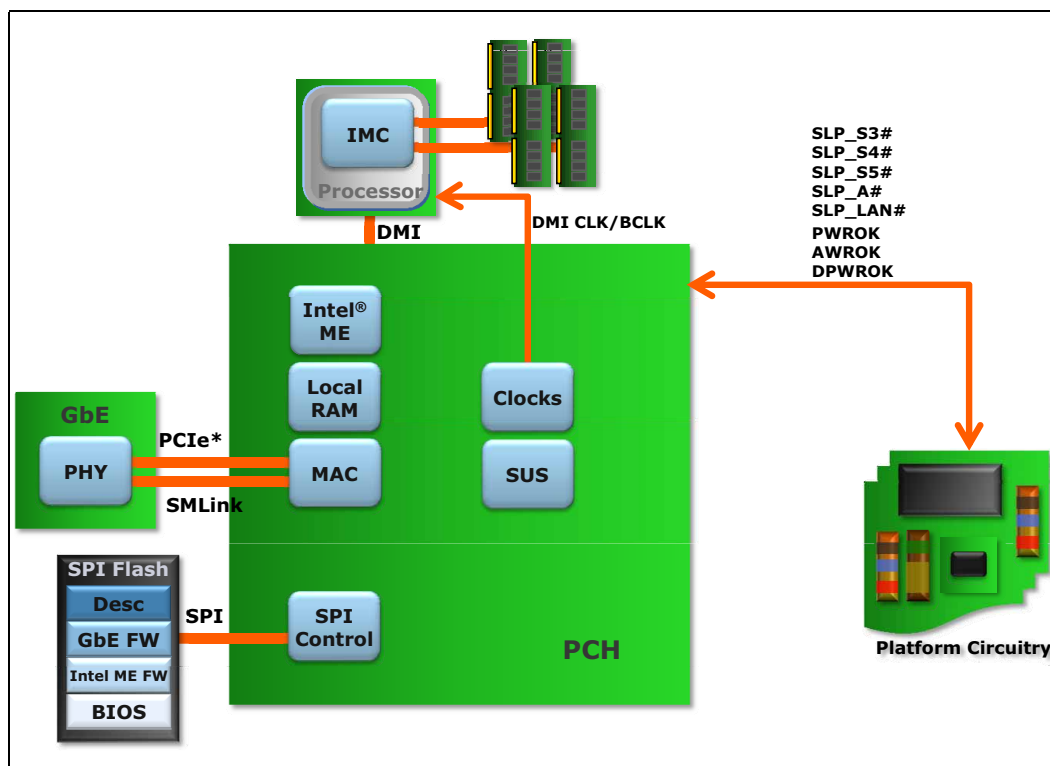 IMC
Processor
SLP_S3#
SLP_S4#
SLP_S5#
SLP_A#
SLP_LAN#
PWROK
AWROK
DPWROK
DMI
DMI CLK/BCLK
Intel®
ME
Local
RAM
Clocks
GbE
PHY
PCIe*
SMLink
MAC
SUS
SPI Flash
Desc
GbE FW
Intel ME FW
BIOS
SPI
SPI
Control
PCH
Platform Circuitry